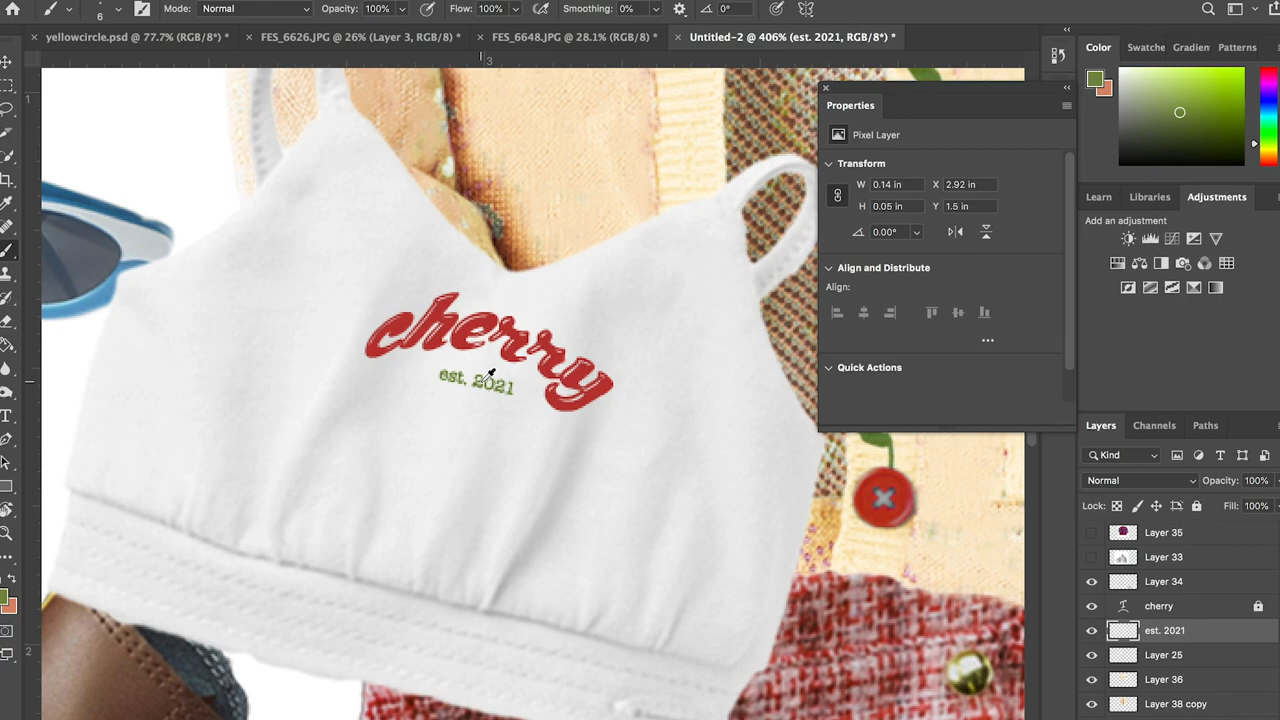 Mode: Normal Opacity: 100% Flow: 100% Smoothing: 0% 0°
6
yellowcircle.psd @ 77.7% (RGB/8*) * FES_6626.JPG @ 26% (Layer 3, RGB/8) * FES_6648.JPG @ 28.1% (RGB/8*) * Untitled-2 @ 406% (est. 2021, RGB/8*) *
3
1
2
cherry
est. 2021
Properties
Pixel Layer
Transform
W 0.14 in X 2.92 in
H 0.05 in Y 1.5 in
0.00°
Align and Distribute
Align:
Quick Actions
Color Swatche Gradien Patterns
Learn Libraries Adjustments
Add an adjustment
Layers Channels Paths
Kind
Normal Opacity: 100%
Lock: Fill: 100%
Layer 35
Layer 33
Layer 34
cherry
est. 2021
Layer 25
Layer 36
Layer 38 copy